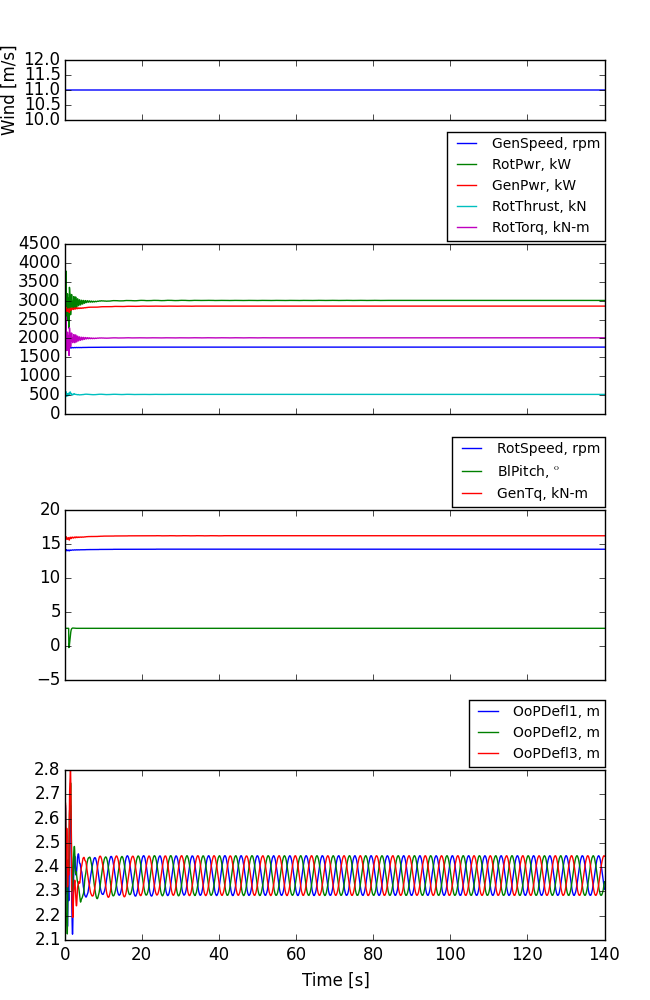 Wind [m/s]
12.0
11.5
11.0
10.5
10.0
GenSpeed, rpm
RotPwr, kW
GenPwr, kW
RotThrust, kN
RotTorq, kN-m
4500
4000
3500
3000
2500
2000
1500
1000
500
0
RotSpeed, rpm
BlPitch, °
GenTq, kN-m
20
15
10
5
0
−5
OoPDefl1, m
OoPDefl2, m
OoPDefl3, m
2.8
2.7
2.6
2.5
2.4
2.3
2.2
2.1
0 20 40 60 80 100 120 140
Time [s]